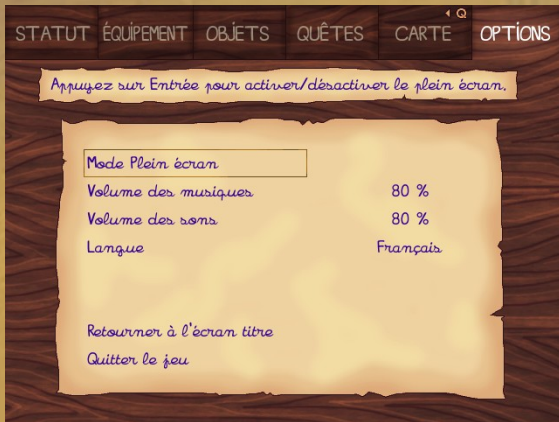 STATUT ÉQUIPEMENT OBJETS QUÊTES CARTE Q OPTIONS
Appuyez sur Entrée pour activer/désactiver le plein écran.
Mode Plein écran
Volume des musiques 80 %
Volume des sons 80 %
Langue Français
Retourner à l'écran titre
Quitter le jeu